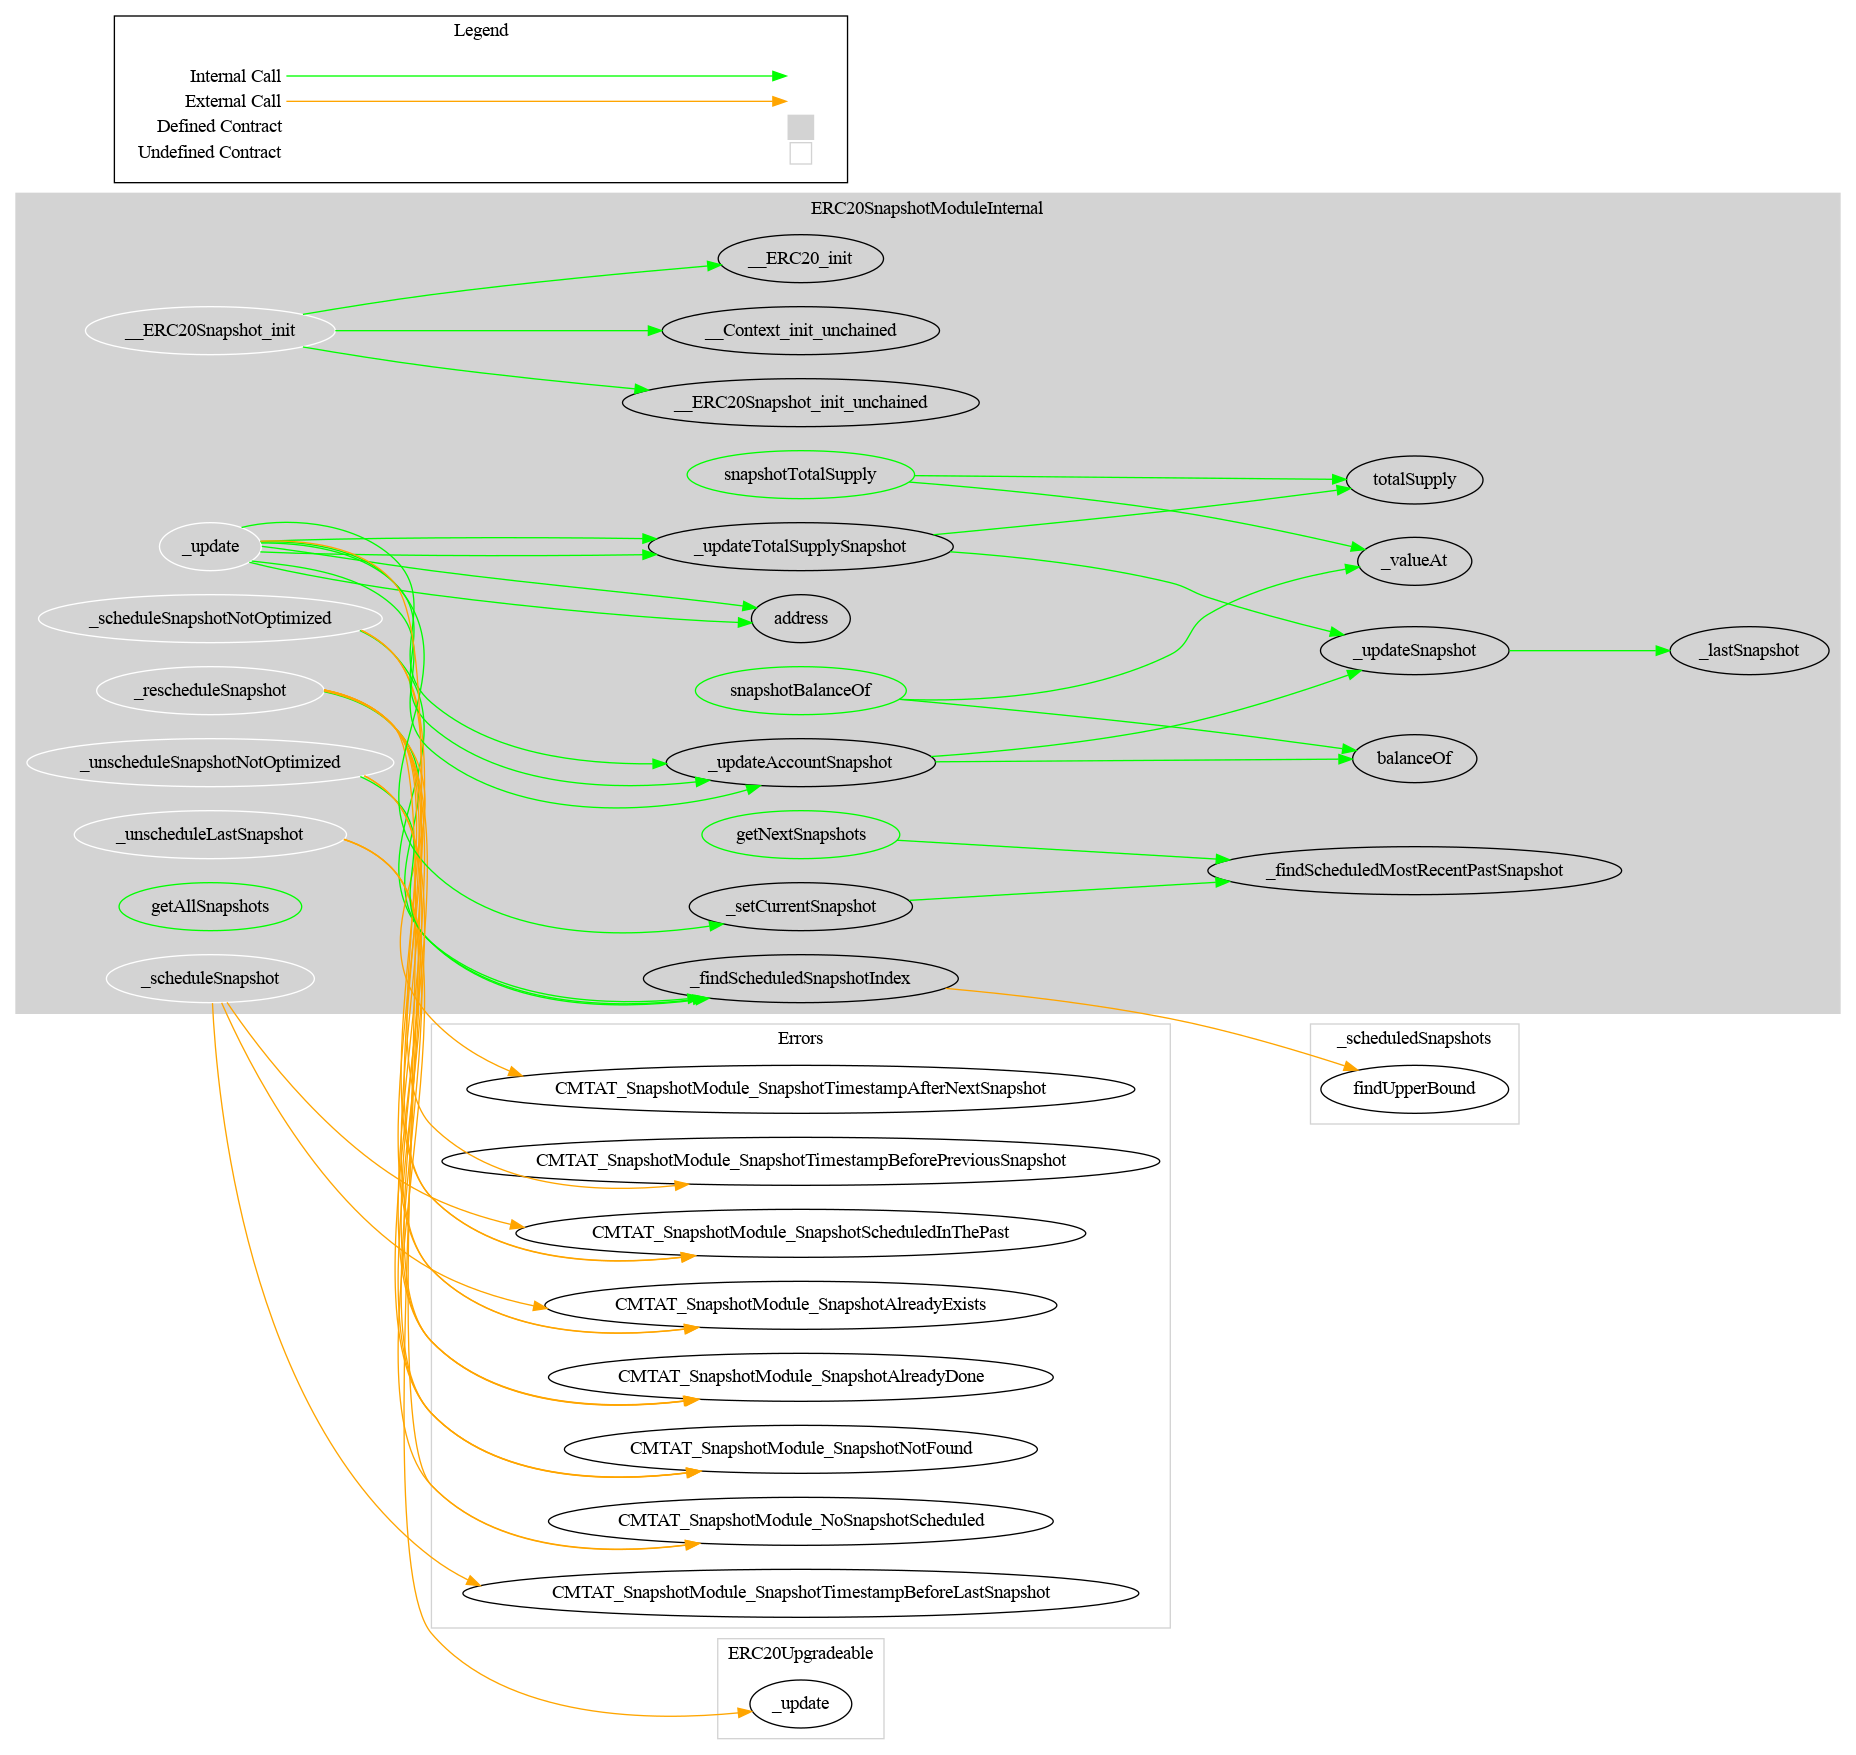 Legend
Internal Call
External Call
Defined Contract
Undefined Contract
ERC20SnapshotModuleInternal
__ERC20_init
__ERC20Snapshot_init
__Context_init_unchained
__ERC20Snapshot_init_unchained
snapshotTotalSupply
totalSupply
_update
_updateTotalSupplySnapshot
_valueAt
_scheduleSnapshotNotOptimized
address
_updateSnapshot
_lastSnapshot
_rescheduleSnapshot
snapshotBalanceOf
_unscheduleSnapshotNotOptimized
_updateAccountSnapshot
balanceOf
_unscheduleLastSnapshot
getNextSnapshots
_findScheduledMostRecentPastSnapshot
getAllSnapshots
_setCurrentSnapshot
_scheduleSnapshot
_findScheduledSnapshotIndex
Errors
_scheduledSnapshots
CMTAT_SnapshotModule_SnapshotTimestampAfterNextSnapshot
findUpperBound
CMTAT_SnapshotModule_SnapshotTimestampBeforePreviousSnapshot
CMTAT_SnapshotModule_SnapshotScheduledInThePast
CMTAT_SnapshotModule_SnapshotAlreadyExists
CMTAT_SnapshotModule_SnapshotAlreadyDone
CMTAT_SnapshotModule_SnapshotNotFound
CMTAT_SnapshotModule_NoSnapshotScheduled
CMTAT_SnapshotModule_SnapshotTimestampBeforeLastSnapshot
ERC20Upgradeable
_update